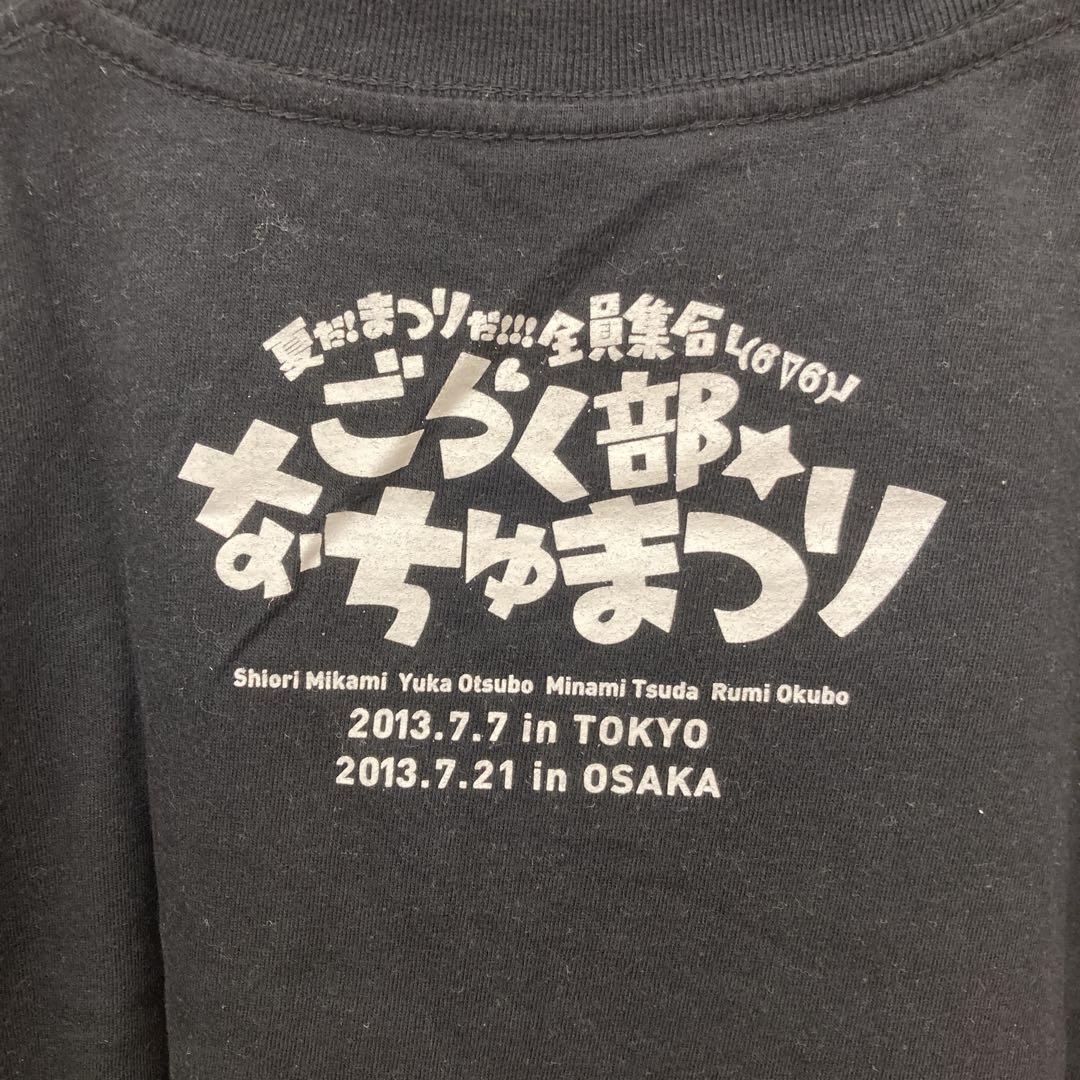 夏だ!まつりだ!!!全員集合└(6∇6)┘
ごらく部☆
なちゅまつり
Shiori Mikami Yuka Otsubo Minami Tsuda Rumi Okubo
2013.7.7 in TOKYO
2013.7.21 in OSAKA